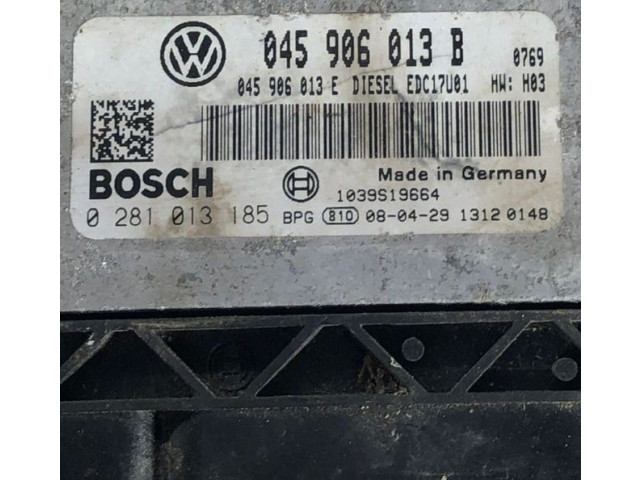 045 906 013 B 0769
045 906 013 E DIESEL EDC17U01 HW: H03
BOSCH Made in Germany
1039S19664
0 281 013 185 BPG 810 08-04-29 1312 0148